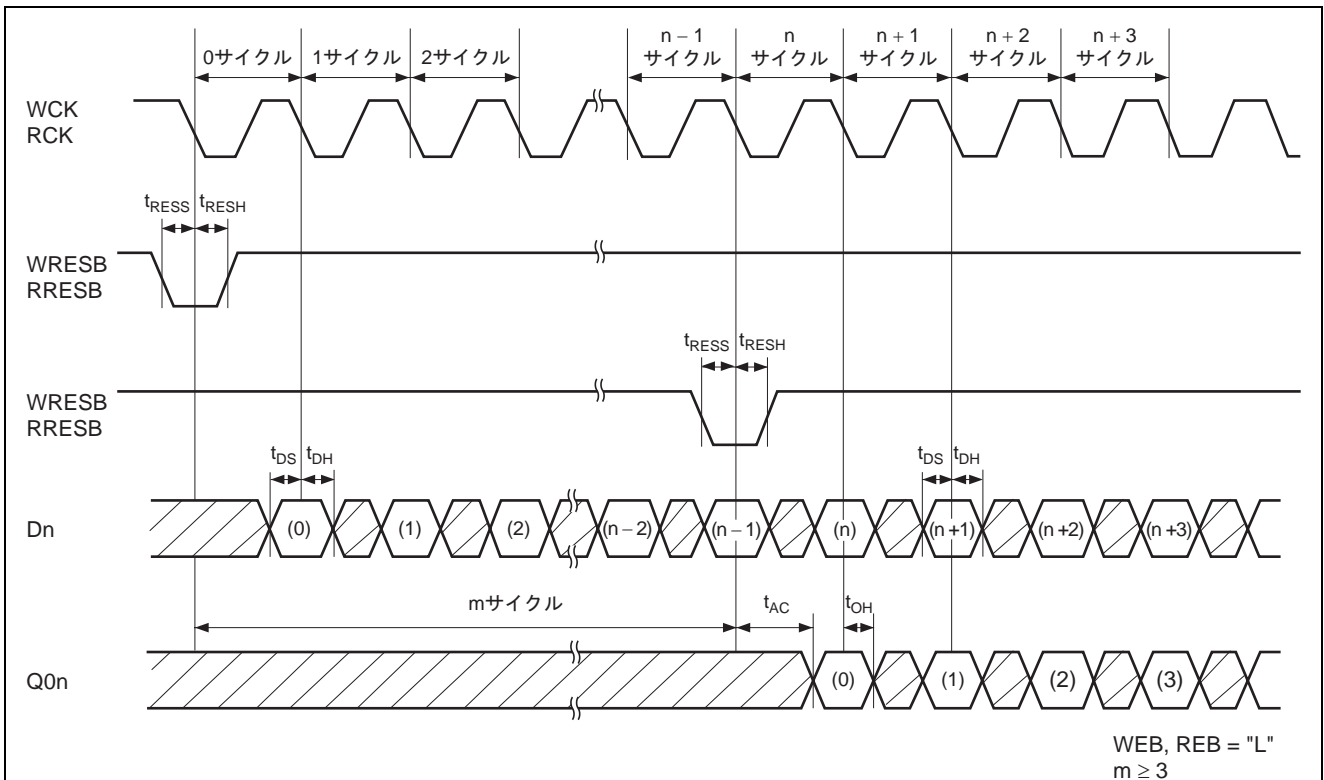 n − 1 n n + 1 n + 2 n + 3
0サイクル 1サイクル 2サイクル サイクル サイクル サイクル サイクル サイクル
WCK
RCK
tRESS tRESH
WRESB
RRESB
tRESS tRESH
WRESB
RRESB
tDS tDH tDS tDH
Dn (0) (1) (2) (n − 2) (n − 1) (n) (n +1) (n +2) (n +3)
mサイクル tAC tOH
Q0n (0) (1) (2) (3)
WEB, REB = "L"
m ≥ 3